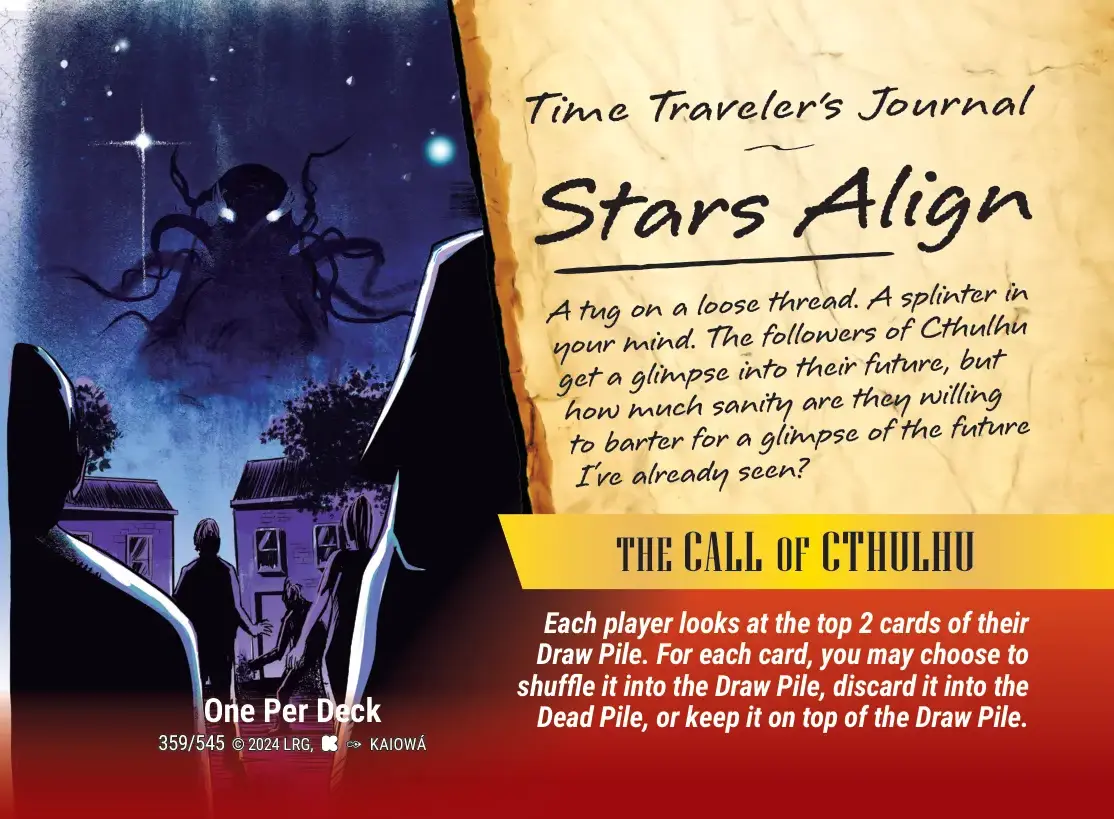 Time Traveler's Journal
~
Stars Align
A tug on a loose thread. A splinter in
your mind. The followers of Cthulhu
get a glimpse into their future, but
how much sanity are they willing
to barter for a glimpse of the future
I've already seen?
THE CALL OF CTHULHU
Each player looks at the top 2 cards of their
Draw Pile. For each card, you may choose to
shuffle it into the Draw Pile, discard it into the
Dead Pile, or keep it on top of the Draw Pile.
One Per Deck
359/545 © 2024 LRG, KAIOWÁ